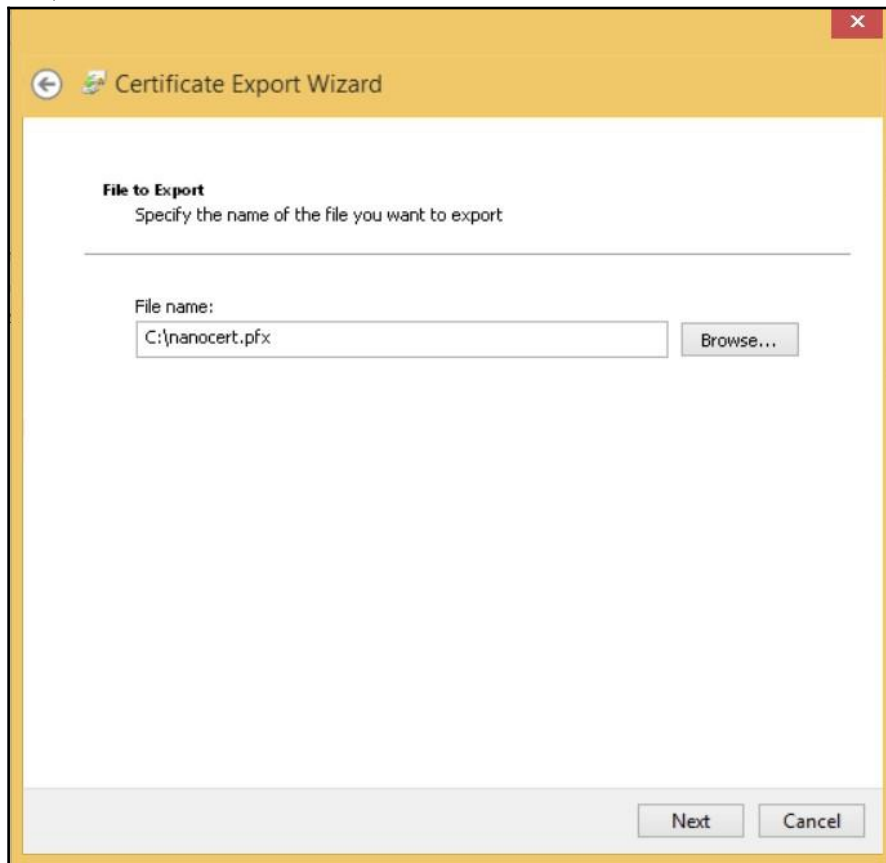 Certificate Export Wizard
File to Export
Specify the name of the file you want to export
File name:
C:\nanocert.pfx
Browse...
Next
Cancel